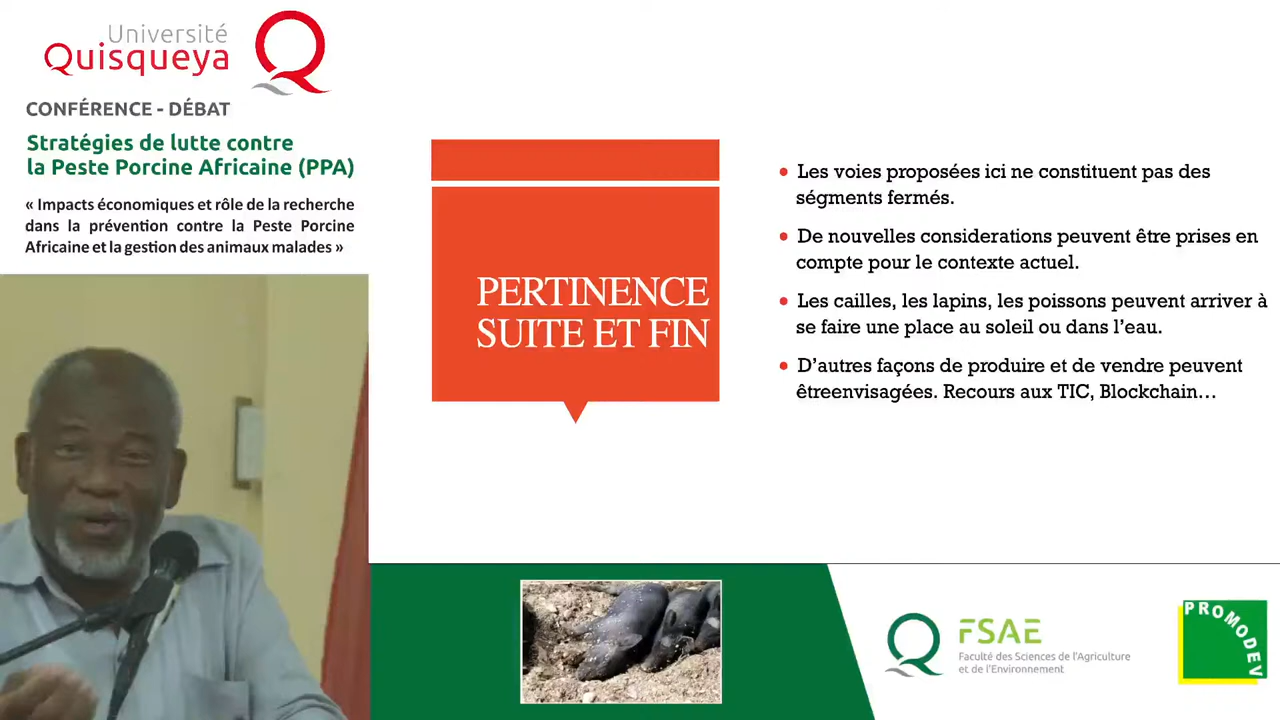 Université
Quisqueya
CONFÉRENCE - DÉBAT
Stratégies de lutte contre
la Peste Porcine Africaine (PPA)
« Impacts économiques et rôle de la recherche
dans la prévention contre la Peste Porcine
Africaine et la gestion des animaux malades »
PERTINENCE
SUITE ET FIN
• Les voies proposées ici ne constituent pas des
ségments fermés.
• De nouvelles considerations peuvent être prises en
compte pour le contexte actuel.
• Les cailles, les lapins, les poissons peuvent arriver à
se faire une place au soleil ou dans l’eau.
• D’autres façons de produire et de vendre peuvent
êtreenvisagées. Recours aux TIC, Blockchain…
FSAE
Faculté des Sciences de l'Agriculture
et de l'Environnement
PROMODEV